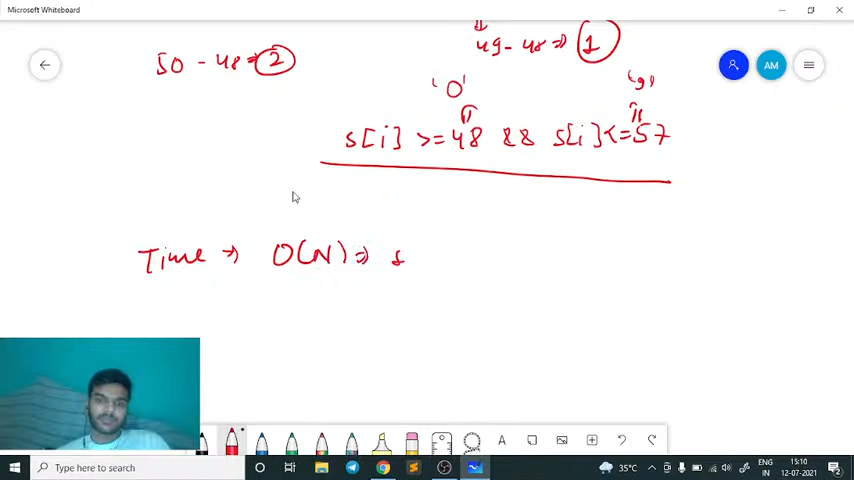 Microsoft Whiteboard
49-48⇒ 1
50 - 48⇒ 2
'0' '9'
s[i] >=48 && s[i]<=57
Time → O(N)⇒ s
AM
A
Type here to search
35°C
ENG
IN
15:10
12-07-2021
2